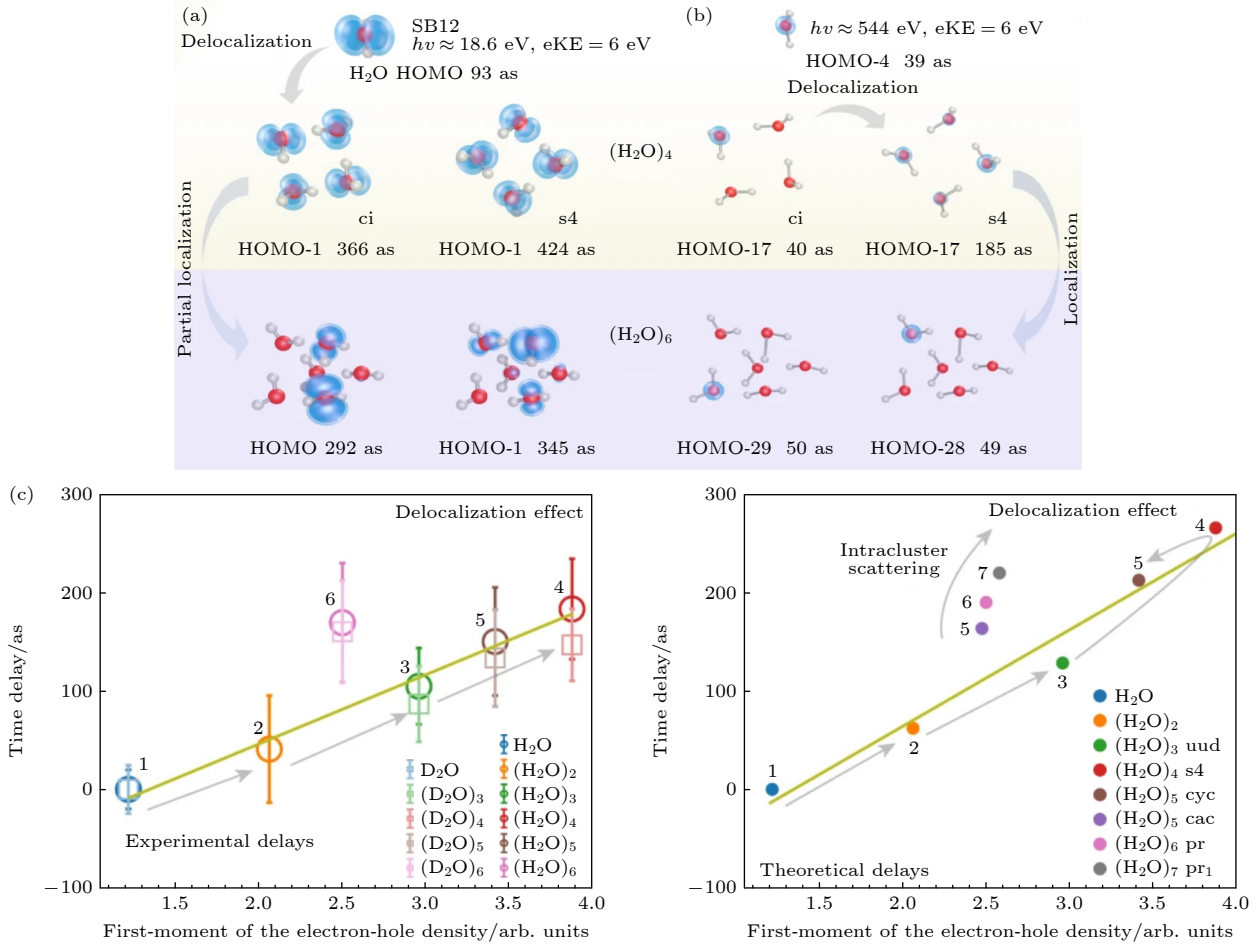 (a)
Delocalization
SB12
hν ≈ 18.6 eV, eKE = 6 eV
H₂O HOMO 93 as
ci
s4
HOMO-1 366 as
HOMO-1 424 as
Partial localization
HOMO 292 as
HOMO-1 345 as
(H₂O)₄
(H₂O)₆
(b)
hν ≈ 544 eV, eKE = 6 eV
HOMO-4 39 as
Delocalization
ci
s4
HOMO-17 40 as
HOMO-17 185 as
Localization
HOMO-29 50 as
HOMO-28 49 as
(c)
300
200
100
0
−100
Time delay/as
Delocalization effect
1
2
3
4
5
6
Experimental delays
D₂O
(D₂O)₃
(D₂O)₄
(D₂O)₅
(D₂O)₆
H₂O
(H₂O)₂
(H₂O)₃
(H₂O)₄
(H₂O)₅
(H₂O)₆
1.5 2.0 2.5 3.0 3.5 4.0
First-moment of the electron-hole density/arb. units
300
200
100
0
−100
Time delay/as
Delocalization effect
Intracluster
scattering
1
2
3
4
5
5
6
7
Theoretical delays
H₂O
(H₂O)₂
(H₂O)₃ uud
(H₂O)₄ s4
(H₂O)₅ cyc
(H₂O)₅ cac
(H₂O)₆ pr
(H₂O)₇ pr₁
1.5 2.0 2.5 3.0 3.5 4.0
First-moment of the electron-hole density/arb. units